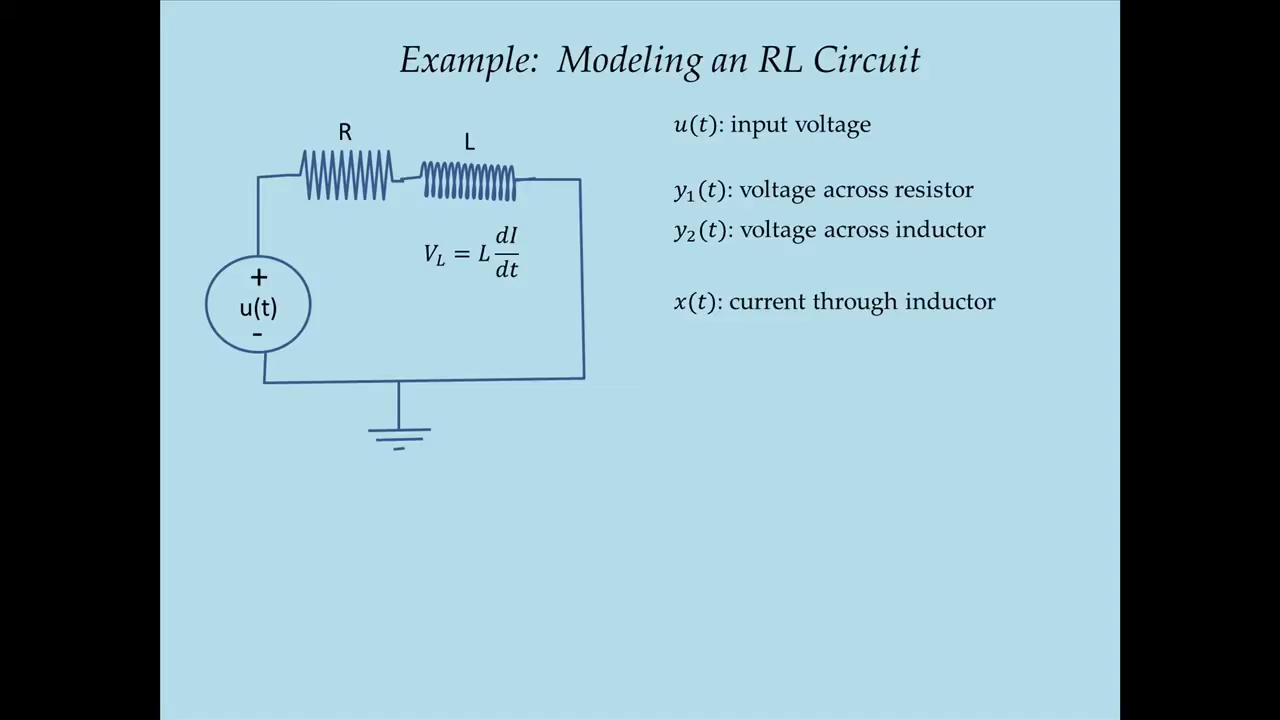 Example: Modeling an RL Circuit
R
L
V_L = L dI/dt
+
u(t)
-
u(t): input voltage
y₁(t): voltage across resistor
y₂(t): voltage across inductor
x(t): current through inductor